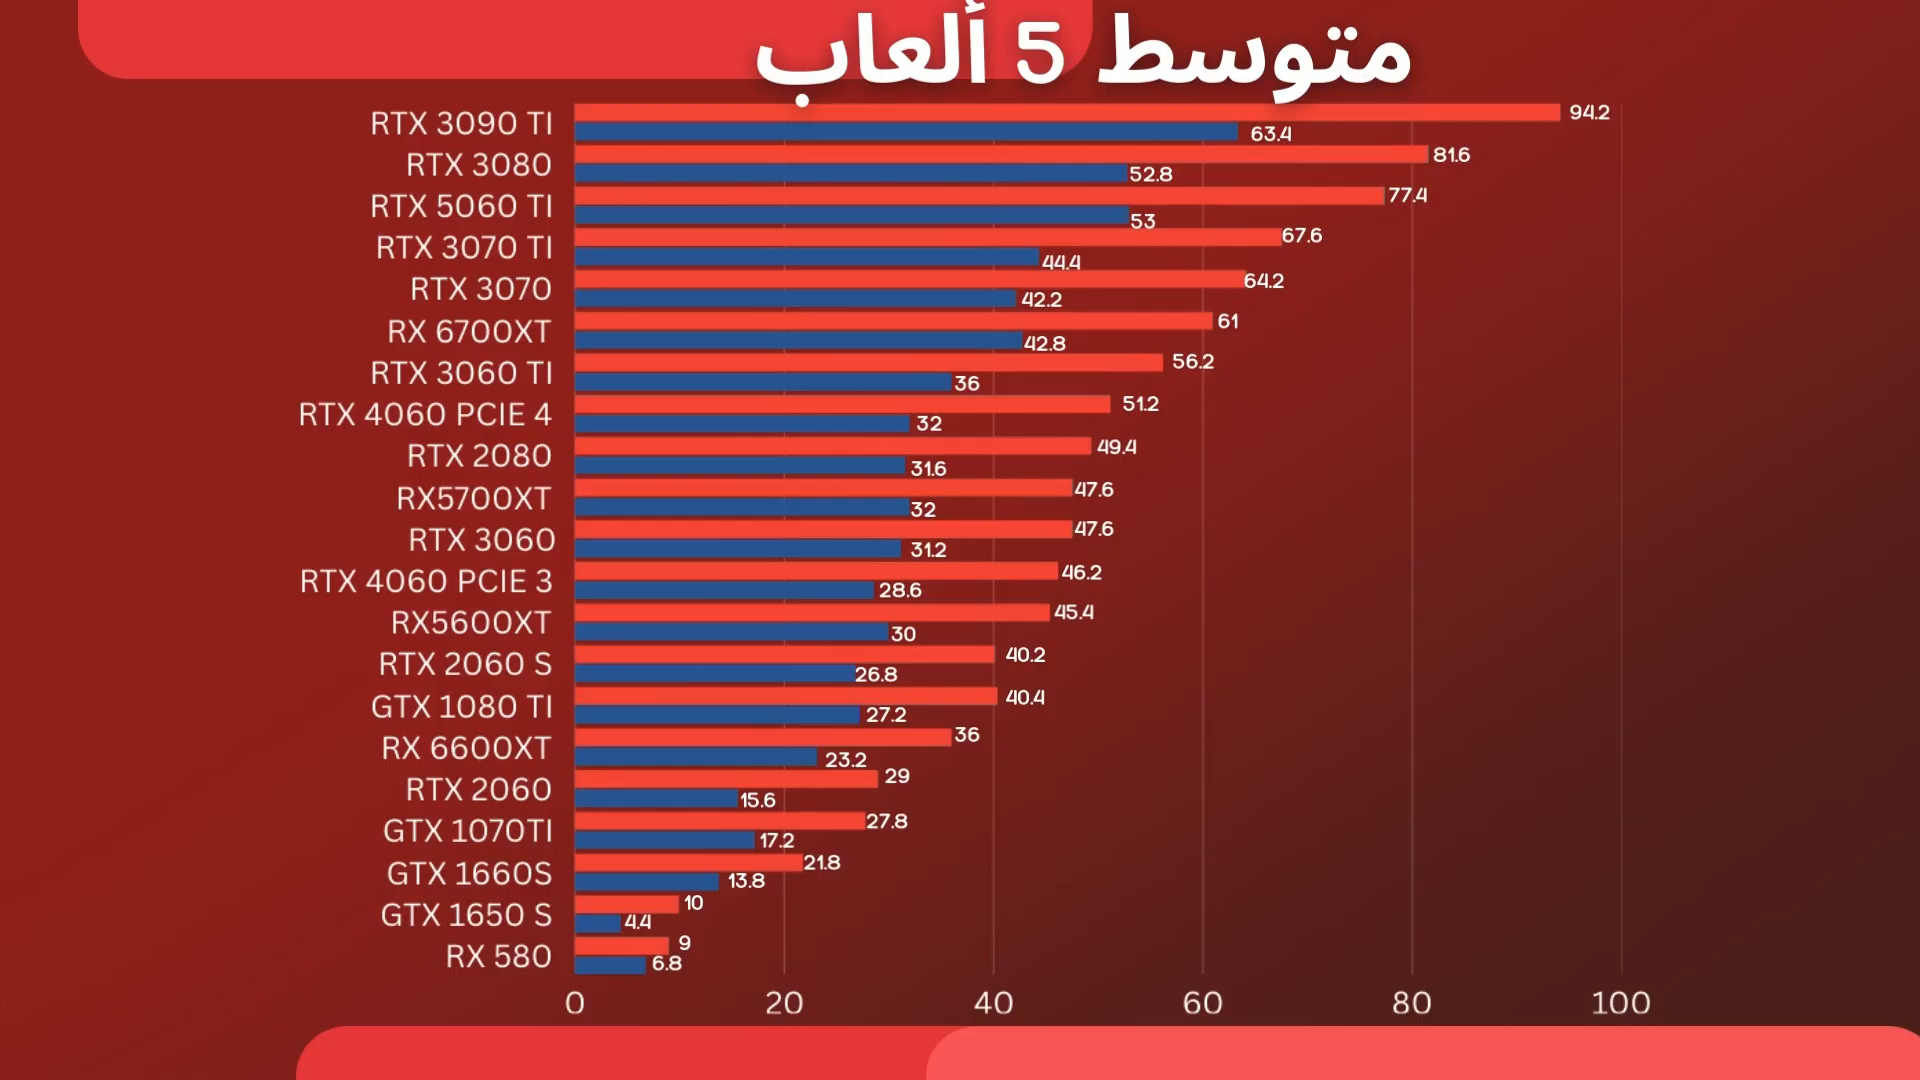 متوسط 5 ألعاب
RTX 3090 TI 94.2
63.4
RTX 3080 81.6
52.8
RTX 5060 TI 77.4
53
RTX 3070 TI 67.6
44.4
RTX 3070 64.2
42.2
RX 6700XT 61
42.8
RTX 3060 TI 56.2
36
RTX 4060 PCIE 4 51.2
32
RTX 2080 49.4
31.6
RX5700XT 47.6
32
RTX 3060 47.6
31.2
RTX 4060 PCIE 3 46.2
28.6
RX5600XT 45.4
30
RTX 2060 S 40.2
26.8
GTX 1080 TI 40.4
27.2
RX 6600XT 36
23.2
RTX 2060 29
15.6
GTX 1070TI 27.8
17.2
GTX 1660S 21.8
13.8
GTX 1650 S 10
4.4
RX 580 9
6.8
0 20 40 60 80 100